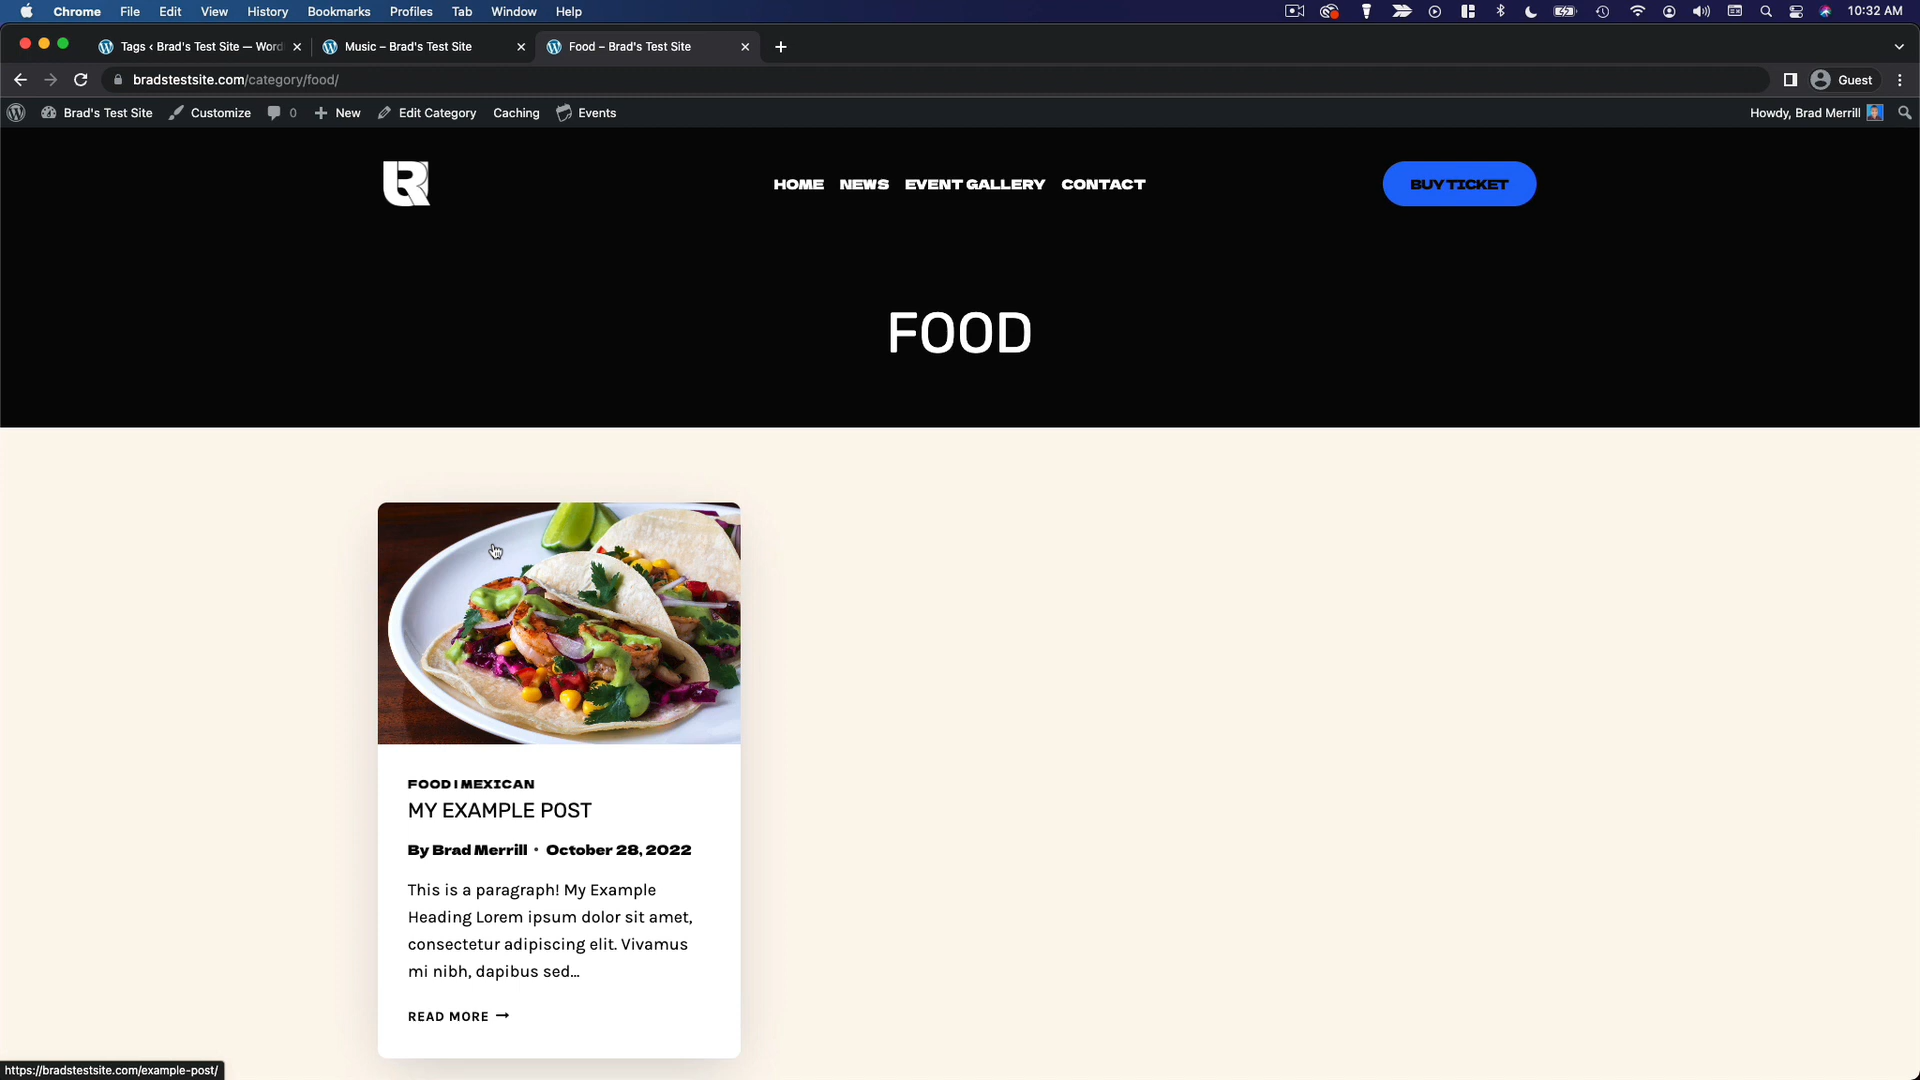 Chrome File Edit View History Bookmarks Profiles Tab Window Help 10:32 AM
Tags ‹ Brad's Test Site — Word Music – Brad's Test Site Food – Brad's Test Site
bradstestsite.com/category/food/ Guest
Brad's Test Site Customize 0 New Edit Category Caching Events Howdy, Brad Merrill
HOME NEWS EVENT GALLERY CONTACT BUY TICKET
FOOD
FOOD | MEXICAN
MY EXAMPLE POST
By Brad Merrill • October 28, 2022
This is a paragraph! My Example
Heading Lorem ipsum dolor sit amet,
consectetur adipiscing elit. Vivamus
mi nibh, dapibus sed...
READ MORE →
https://bradstestsite.com/example-post/